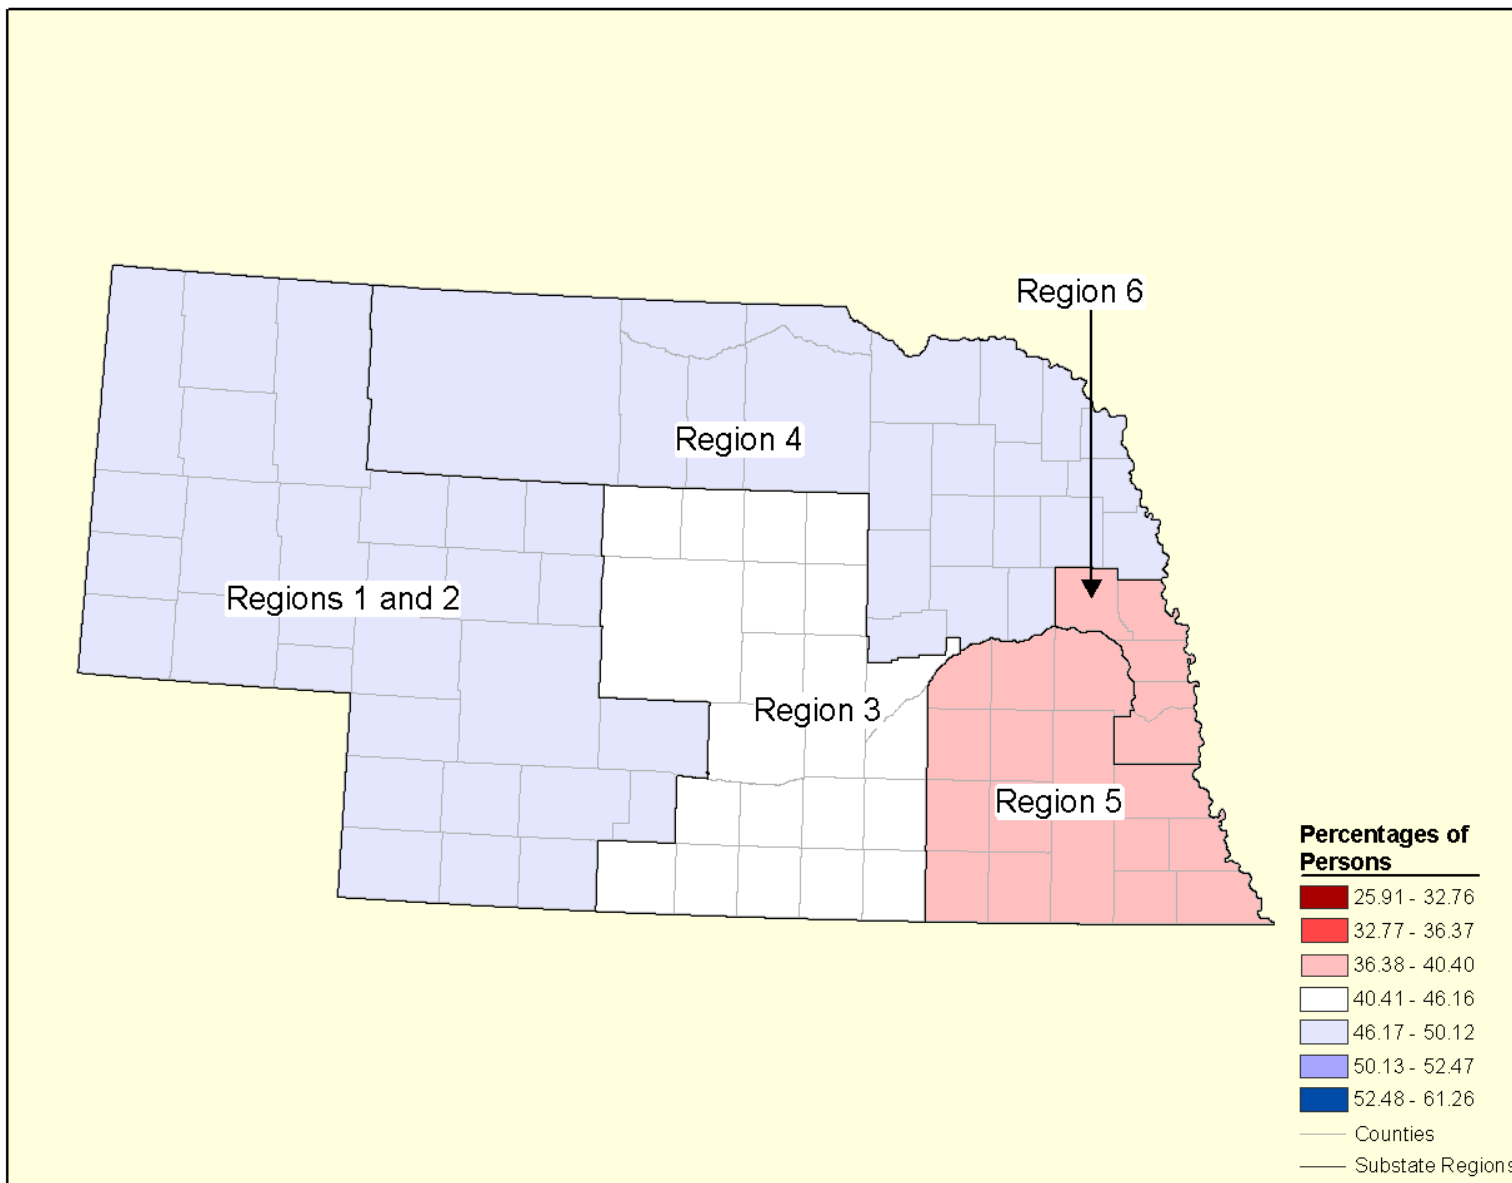 Region 6
Region 4
Regions 1 and 2
Region 3
Region 5
Percentages of
Persons
25.91 - 32.76
32.77 - 36.37
36.38 - 40.40
40.41 - 46.16
46.17 - 50.12
50.13 - 52.47
52.48 - 61.26
Counties
Substate Regions